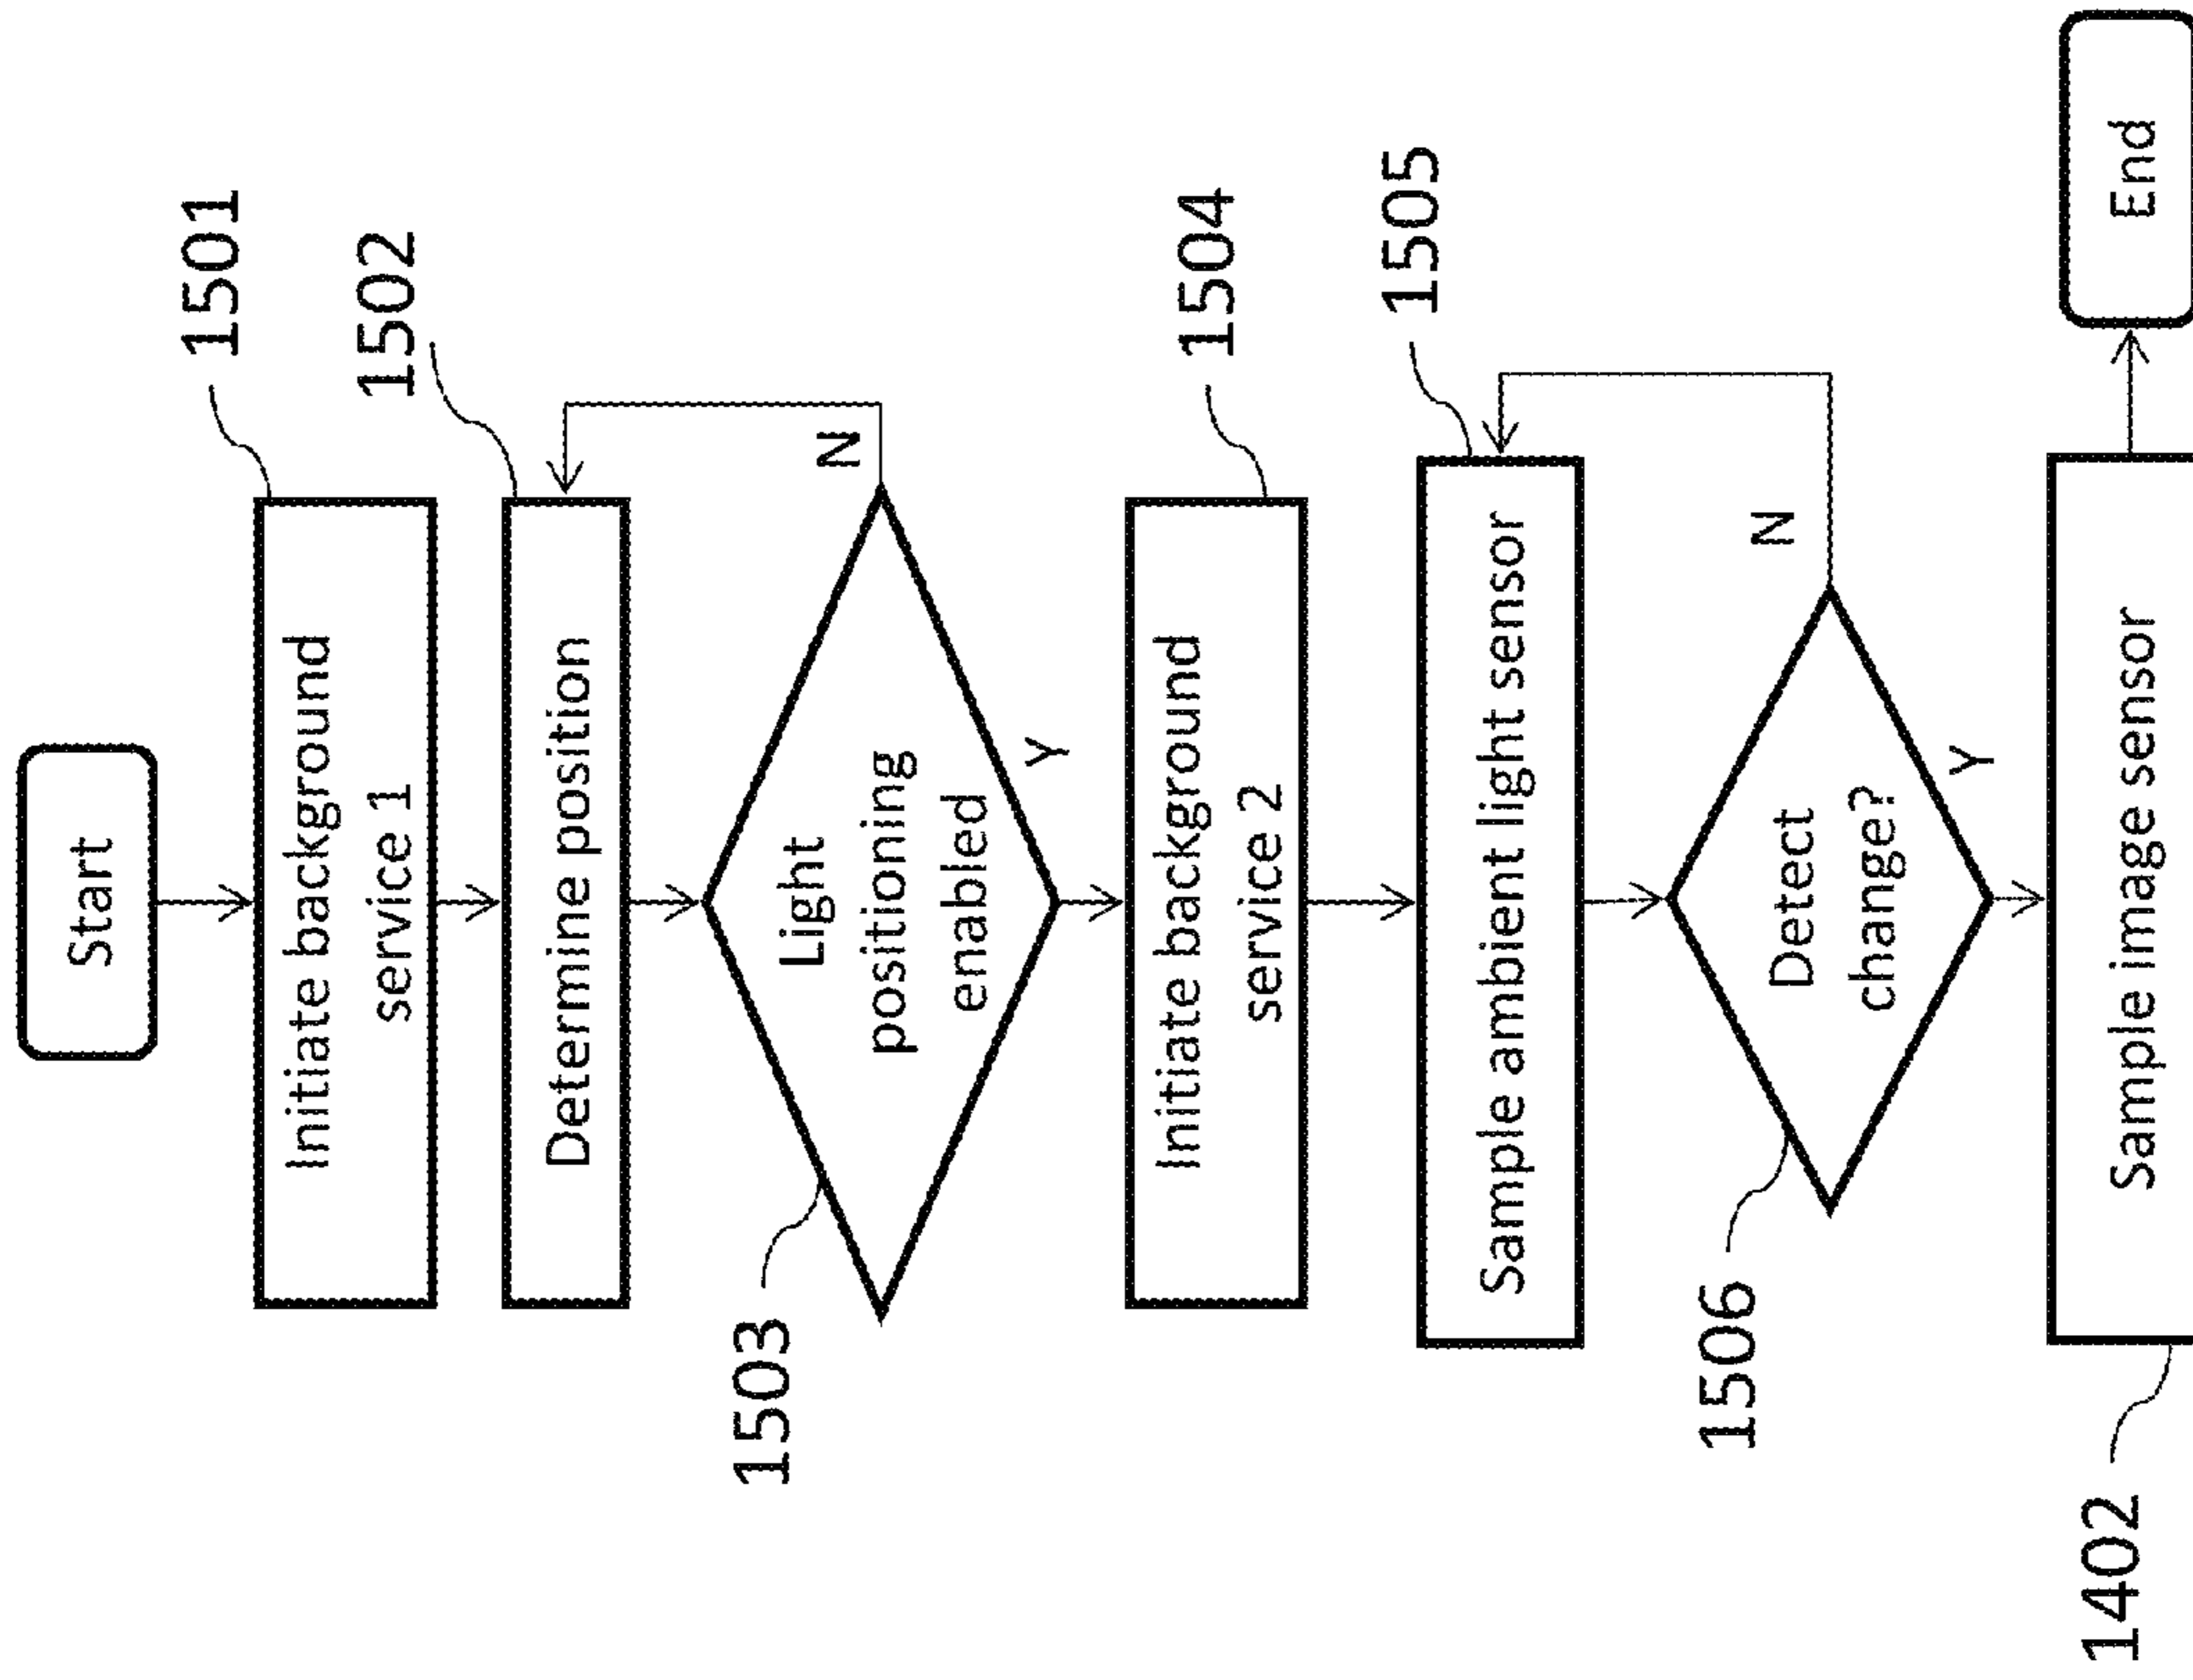 Start
1501
Initiate background
service 1
1502
Determine position
1503
Light
positioning
enabled
N
Y
1504
Initiate background
service 2
1505
Sample ambient light sensor
1506
Detect
change?
N
Y
1402
Sample image sensor
End